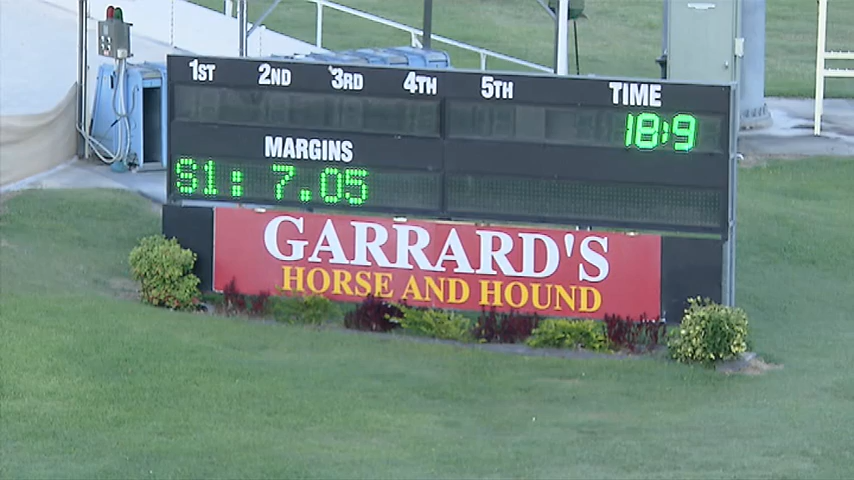 1ST 2ND 3RD 4TH 5TH TIME
18:9
MARGINS
S1: 7.05
GARRARD'S
HORSE AND HOUND